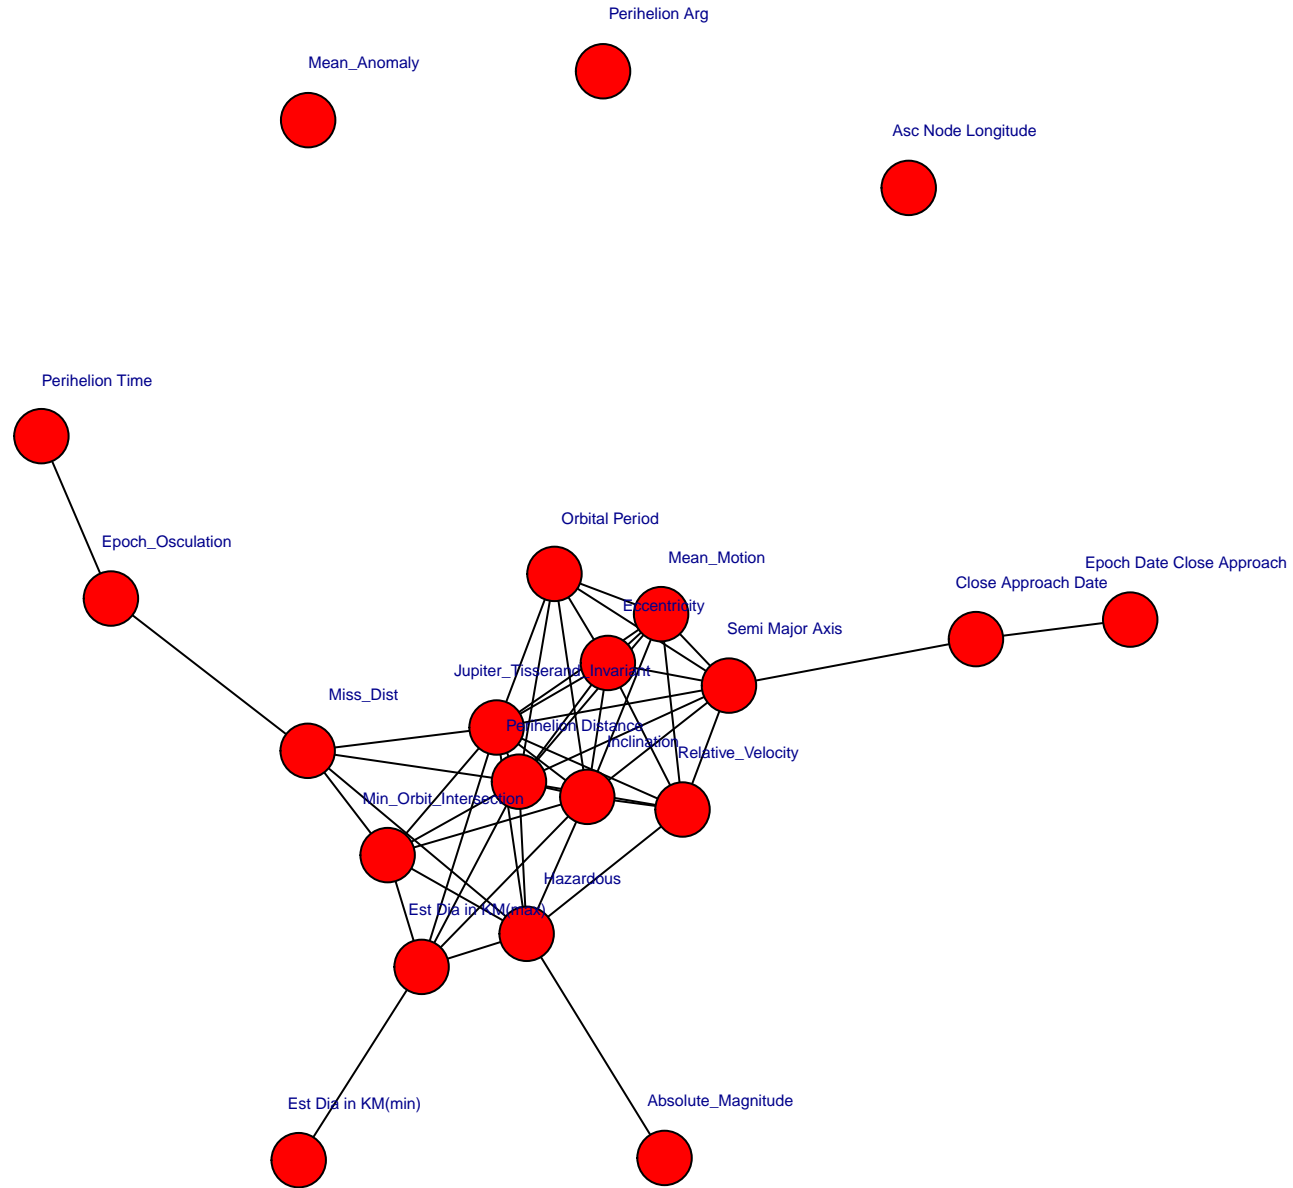 Perihelion Arg
Mean_Anomaly
Asc Node Longitude
Perihelion Time
Orbital Period
Epoch_Osculation
Mean_Motion
Epoch Date Close Approach
Close Approach Date
Eccentricity
Semi Major Axis
Jupiter_Tisserand_Invariant
Miss_Dist
Perihelion Distance
Inclination
Relative_Velocity
Min_Orbit_Intersection
Hazardous
Est Dia in KM(max)
Est Dia in KM(min)
Absolute_Magnitude